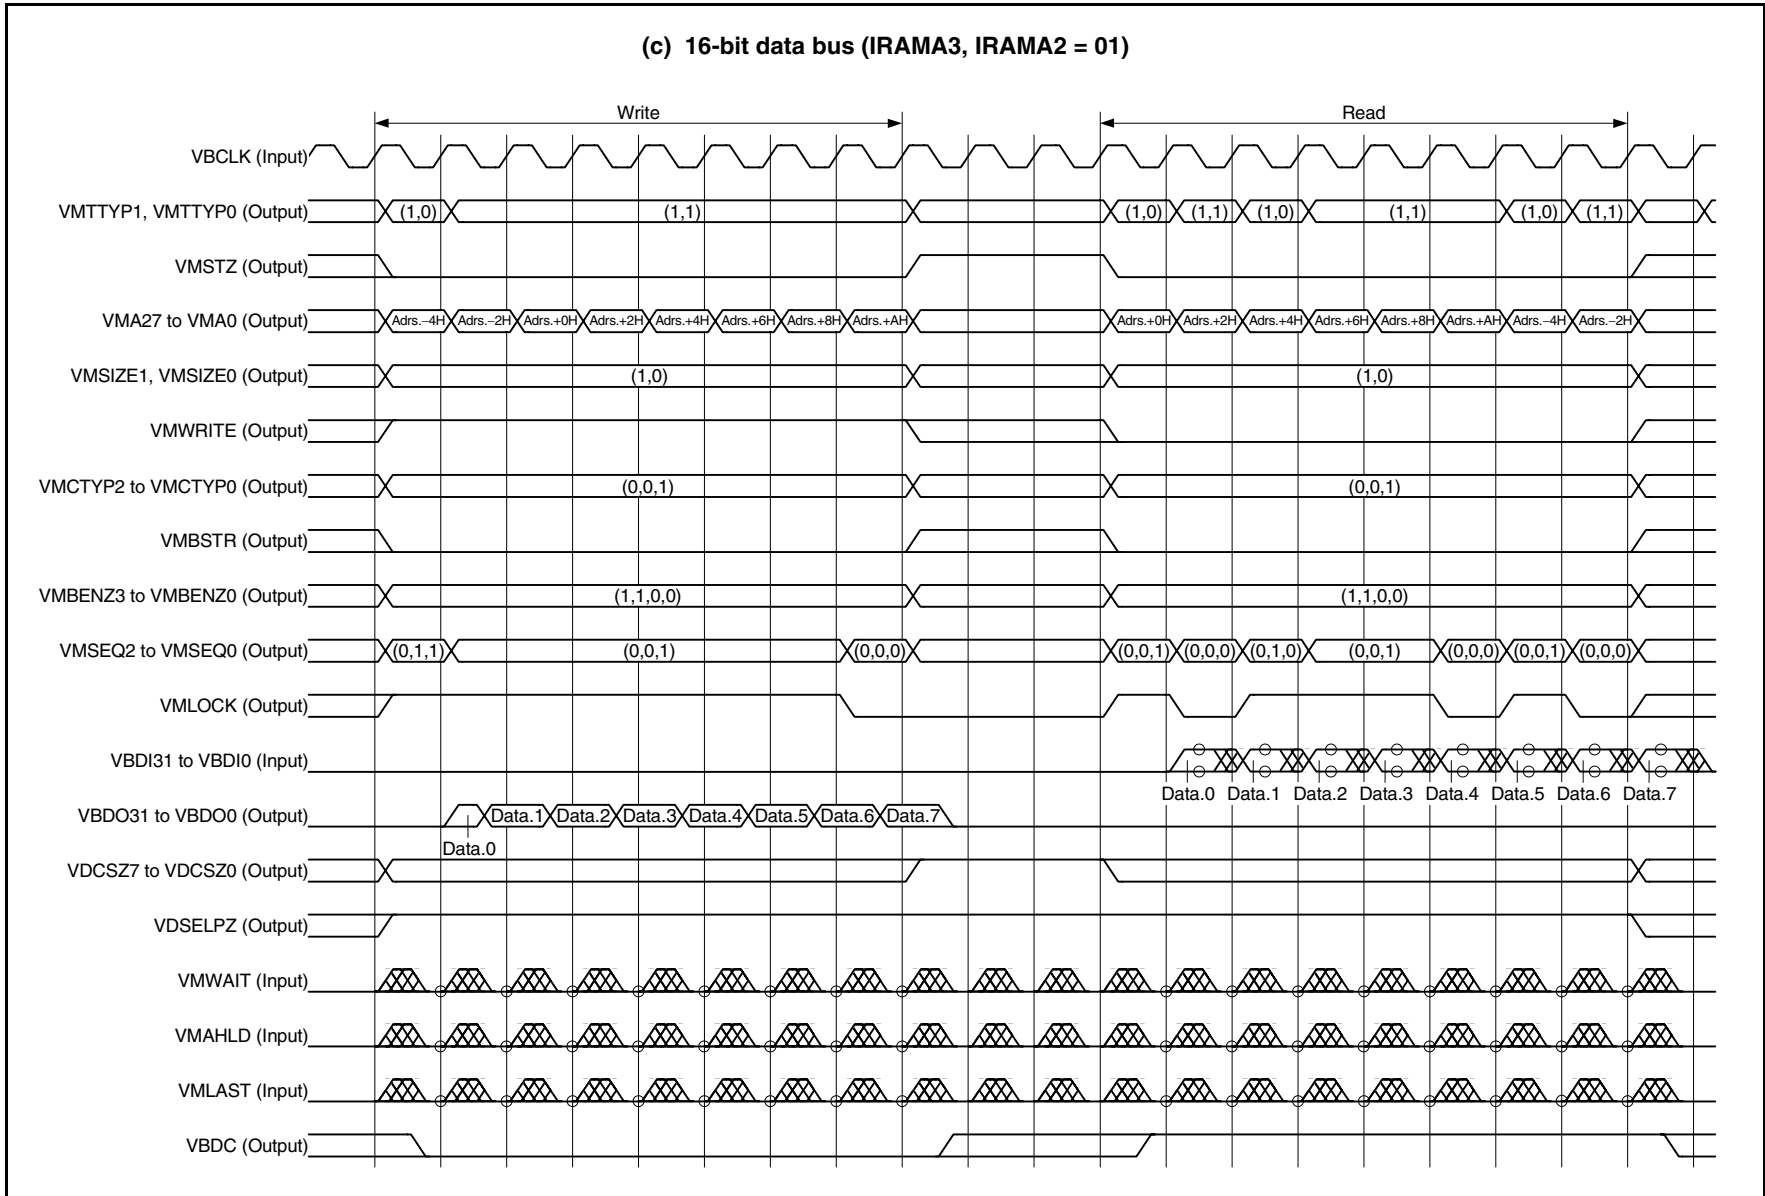 (c) 16-bit data bus (IRAMA3, IRAMA2 = 01)
Write Read
VBCLK (Input)
VMTTYP1, VMTTYP0 (Output) (1,0) (1,1) (1,0) (1,1) (1,0) (1,1) (1,0) (1,1)
VMSTZ (Output)
VMA27 to VMA0 (Output) Adrs.−4H Adrs.−2H Adrs.+0H Adrs.+2H Adrs.+4H Adrs.+6H Adrs.+8H Adrs.+AH Adrs.+0H Adrs.+2H Adrs.+4H Adrs.+6H Adrs.+8H Adrs.+AH Adrs.−4H Adrs.−2H
VMSIZE1, VMSIZE0 (Output) (1,0) (1,0)
VMWRITE (Output)
VMCTYP2 to VMCTYP0 (Output) (0,0,1) (0,0,1)
VMBSTR (Output)
VMBENZ3 to VMBENZ0 (Output) (1,1,0,0) (1,1,0,0)
VMSEQ2 to VMSEQ0 (Output) (0,1,1) (0,0,1) (0,0,0) (0,0,1) (0,0,0) (0,1,0) (0,0,1) (0,0,0) (0,0,1) (0,0,0)
VMLOCK (Output)
VBDI31 to VBDI0 (Input)
Data.0 Data.1 Data.2 Data.3 Data.4 Data.5 Data.6 Data.7
VBDO31 to VBDO0 (Output) Data.1 Data.2 Data.3 Data.4 Data.5 Data.6 Data.7
Data.0
VDCSZ7 to VDCSZ0 (Output)
VDSELPZ (Output)
VMWAIT (Input)
VMAHLD (Input)
VMLAST (Input)
VBDC (Output)